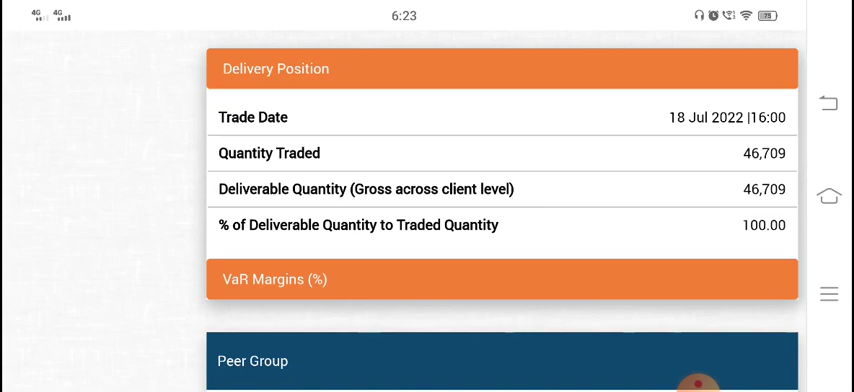 4G 4G 6:23 75
Delivery Position
Trade Date 18 Jul 2022 |16:00
Quantity Traded 46,709
Deliverable Quantity (Gross across client level) 46,709
% of Deliverable Quantity to Traded Quantity 100.00
VaR Margins (%)
Peer Group